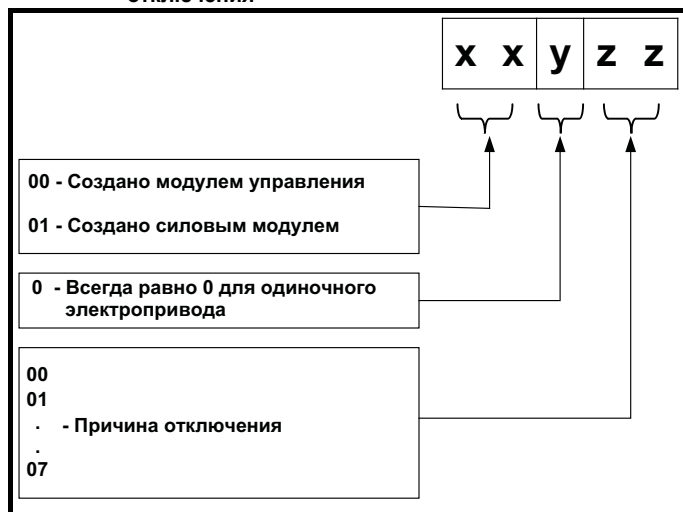 x x y z z
00 - Создано модулем управления
01 - Создано силовым модулем
0 - Всегда равно 0 для одиночного
электропривода
00
01
. - Причина отключения
.
07